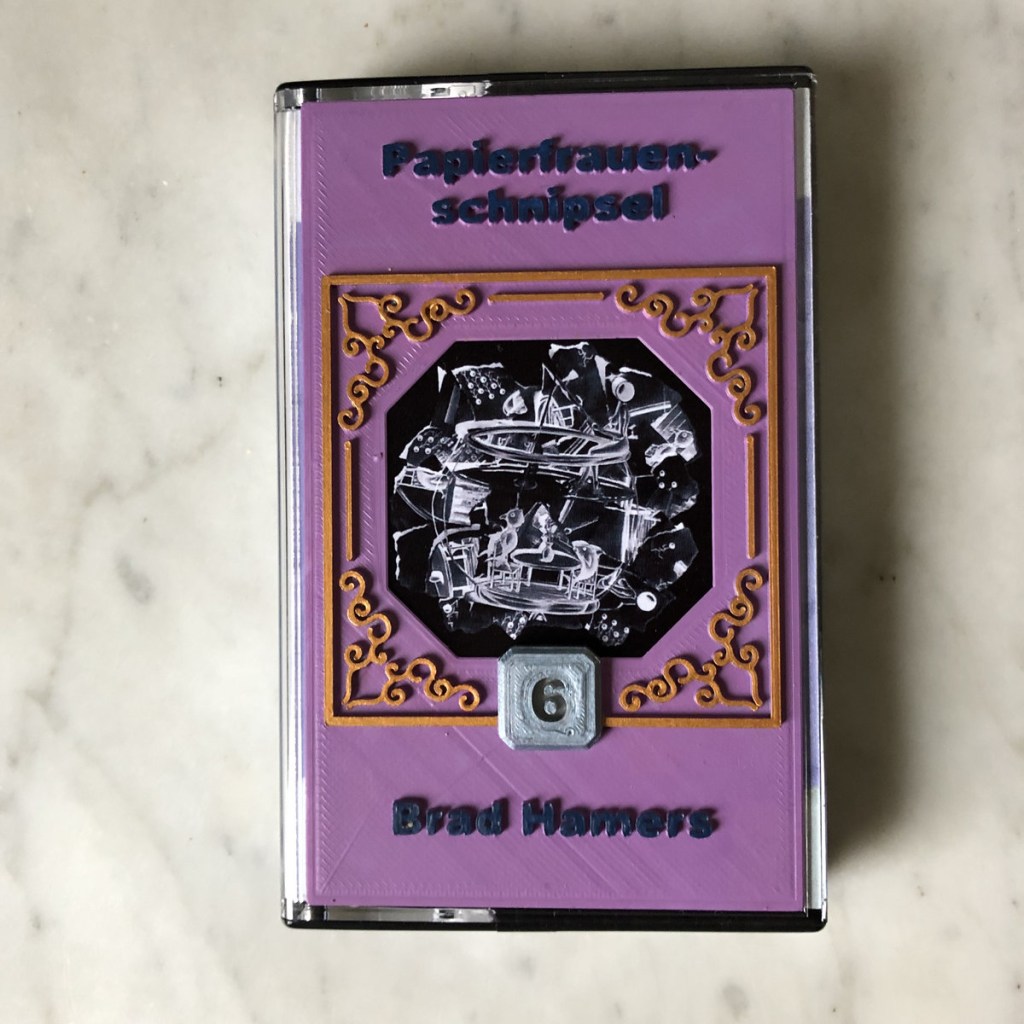 Papierfrauen-
schnipsel
6
Brad Hamers